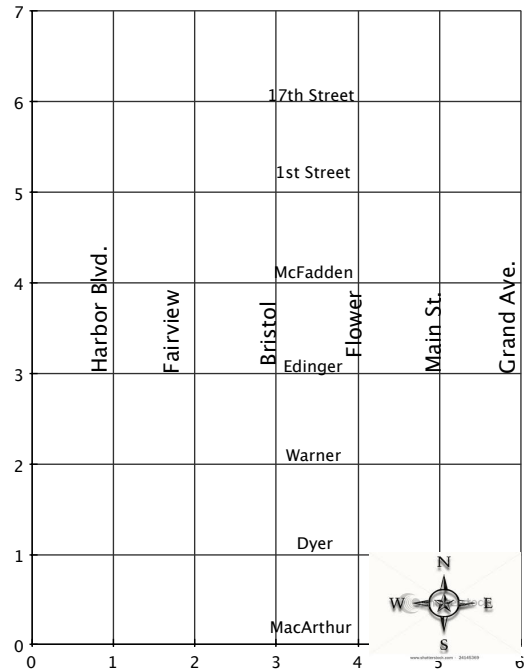 7
17th Street
6
1st Street
5
McFadden
4
Harbor Blvd.
Fairview
Bristol
Flower
Main St.
Grand Ave.
Edinger
3
Warner
2
Dyer
1
N
W
E
S
MacArthur
0
0 1 2 3 4 5 6